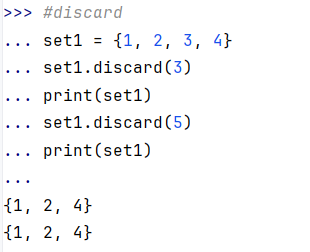 >>> #discard
... set1 = {1, 2, 3, 4}
... set1.discard(3)
... print(set1)
... set1.discard(5)
... print(set1)
...
{1, 2, 4}
{1, 2, 4}